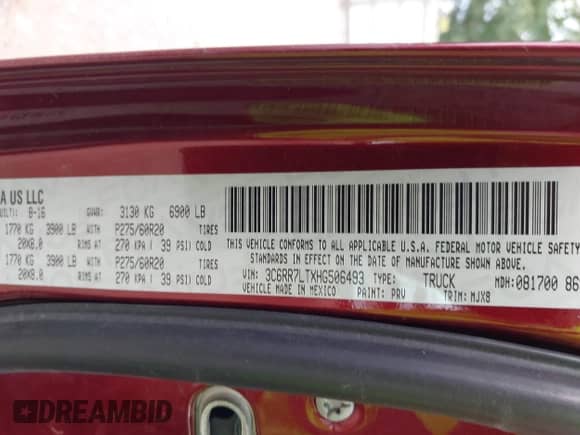 A US LLC
UILT): 8-16 GVWR: 3130 KG 6900 LB
1770 KG 3900 LB WITH P275/60R20 TIRES
20X8.0 RIMS AT 270 KPA ( 39 PSI) COLD
1770 KG 3900 LB WITH P275/60R20 TIRES
20X8.0 RIMS AT 270 KPA ( 39 PSI) COLD
THIS VEHICLE CONFORMS TO ALL APPLICABLE U.S.A. FEDERAL MOTOR VEHICLE SAFETY
STANDARDS IN EFFECT ON THE DATE OF MANUFACTURE SHOWN ABOVE
VIN: 3C6RR7LTXHG506493 TYPE: TRUCK MDH:081700 86
VEHICLE MADE IN MEXICO PAINT: PRV TRIM: MJX8
DREAMBID